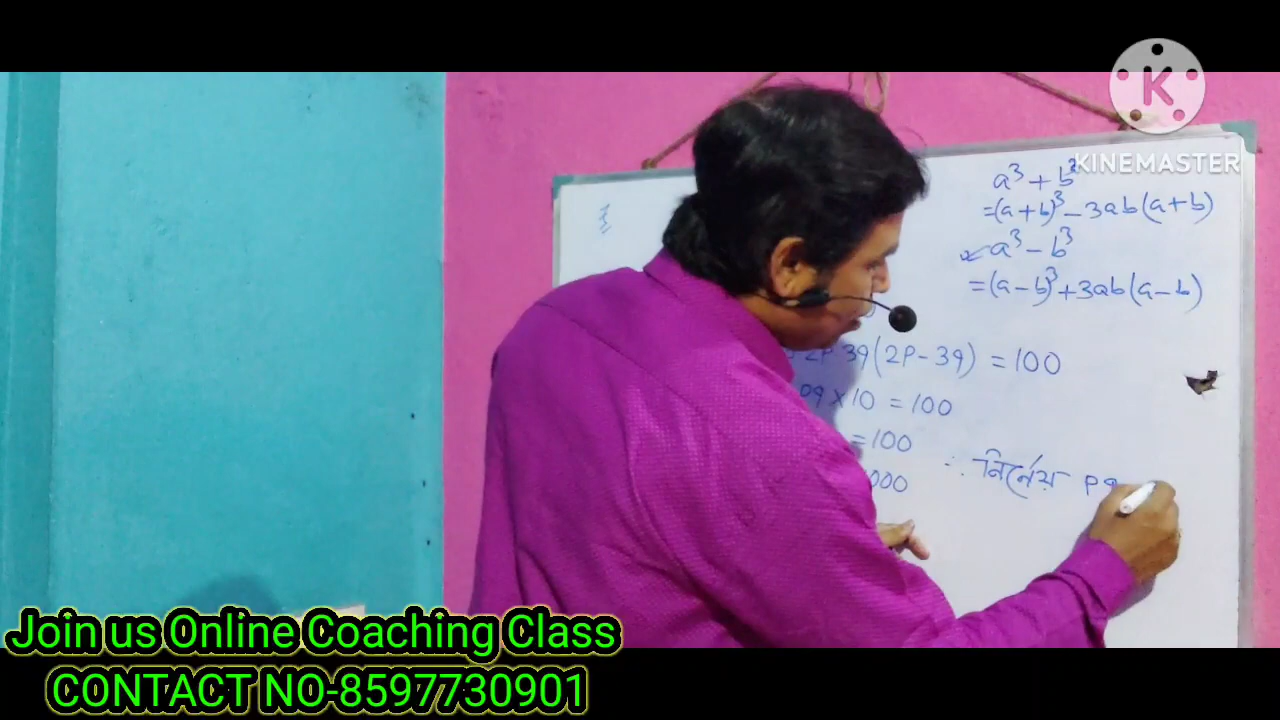 KINEMASTER
a³ + b³
=(a+b)³ - 3ab(a+b)
a³ - b³
=(a-b)³ + 3ab(a-b)
2P 3q(2P-3q) = 100
×10 = 100
=100
000
∴ নির্নেয় pq
Join us Online Coaching Class
CONTACT NO-8597730901